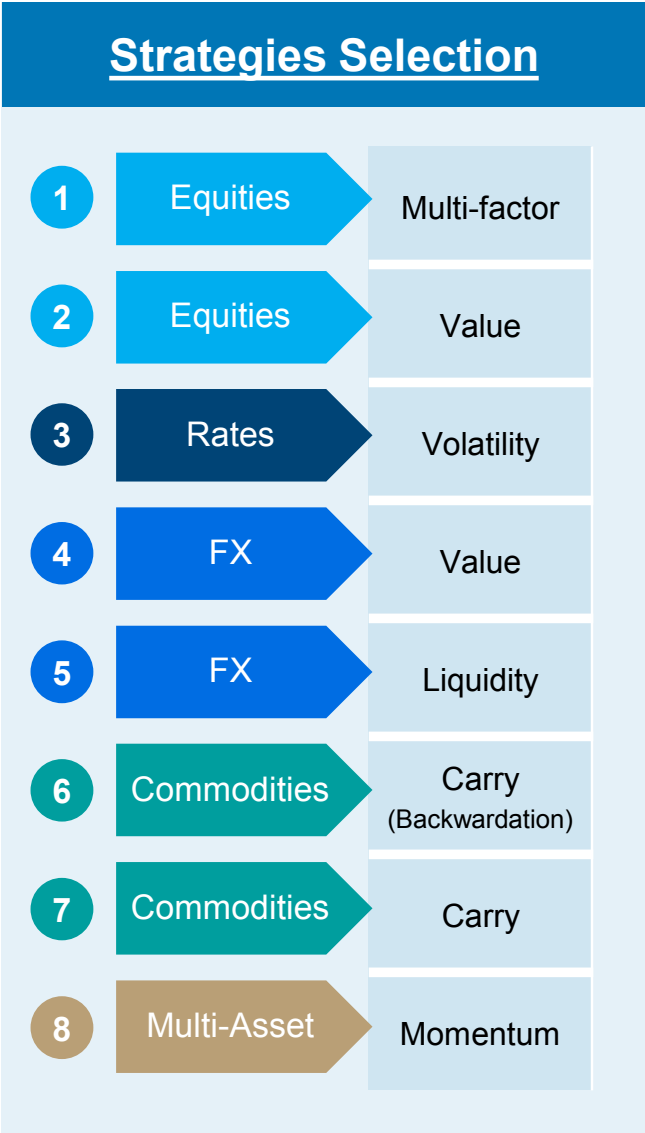 Strategies Selection
1 Equities Multi-factor
2 Equities Value
3 Rates Volatility
4 FX Value
5 FX Liquidity
6 Commodities Carry
(Backwardation)
7 Commodities Carry
8 Multi-Asset Momentum